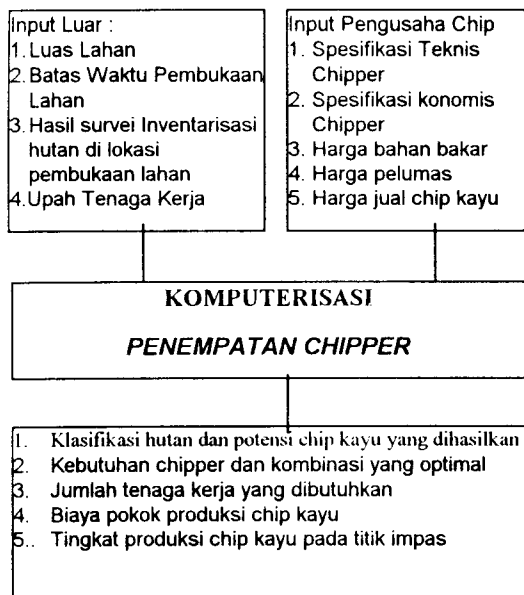 Input Luar :
1. Luas Lahan
2. Batas Waktu Pembukaan
Lahan
3. Hasil survei Inventarisasi
hutan di lokasi
pembukaan lahan
4. Upah Tenaga Kerja
Input Pengusaha Chip
1. Spesifikasi Teknis
Chipper
2. Spesifikasi konomis
Chipper
3. Harga bahan bakar
4. Harga pelumas
5. Harga jual chip kayu
KOMPUTERISASI
PENEMPATAN CHIPPER
1. Klasifikasi hutan dan potensi chip kayu yang dihasilkan
2. Kebutuhan chipper dan kombinasi yang optimal
3. Jumlah tenaga kerja yang dibutuhkan
4. Biaya pokok produksi chip kayu
5.. Tingkat produksi chip kayu pada titik impas